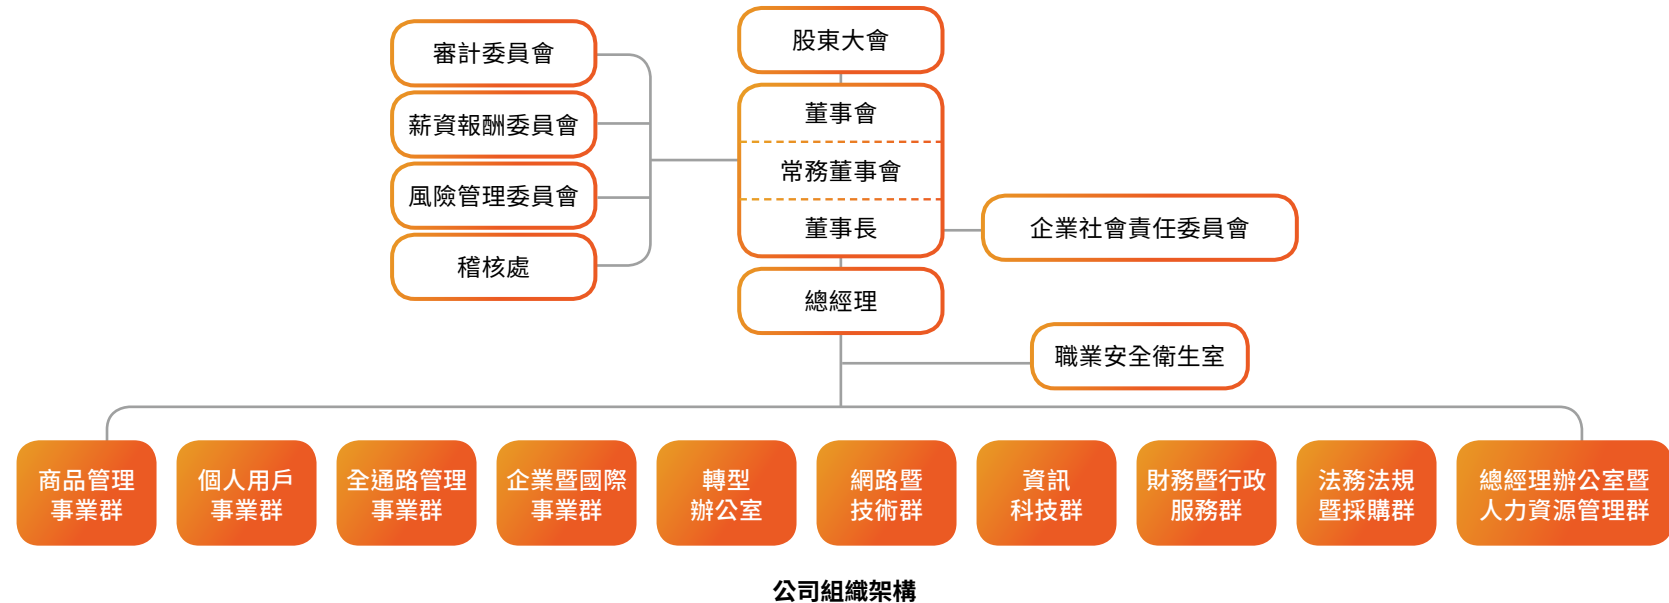 股東大會
董事會
常務董事會
董事長
審計委員會
薪資報酬委員會
風險管理委員會
稽核處
企業社會責任委員會
總經理
職業安全衛生室
商品管理
事業群
個人用戶
事業群
全通路管理
事業群
企業暨國際
事業群
轉型
辦公室
網路暨
技術群
資訊
科技群
財務暨行政
服務群
法務法規
暨採購群
總經理辦公室暨
人力資源管理群
公司組織架構